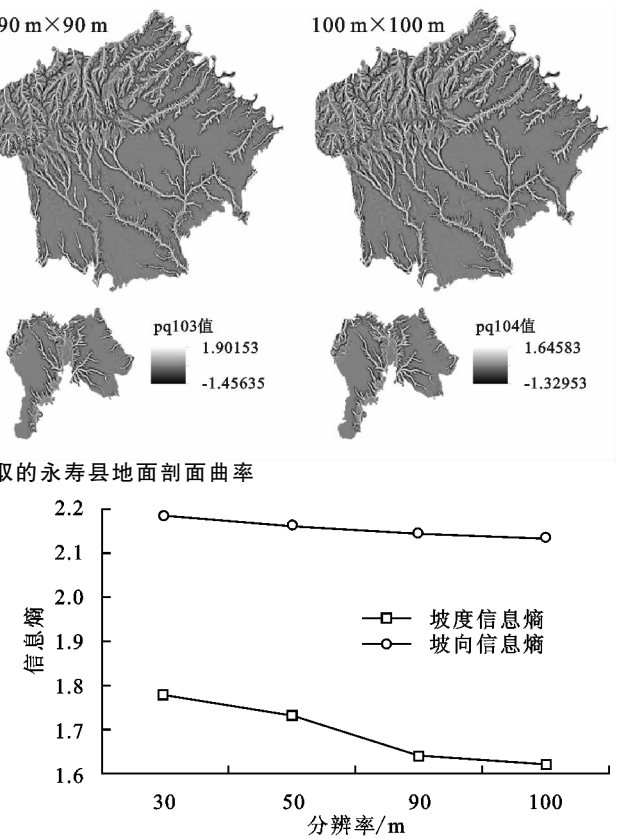 90 m×90 m
100 m×100 m
pq103值
1.90153
-1.45635
pq104值
1.64583
-1.32953
取的永寿县地面剖面曲率
2.2
2.1
2.0
1.9
1.8
1.7
1.6
信息熵
坡度信息熵
坡向信息熵
30
50
90
100
分辨率/m